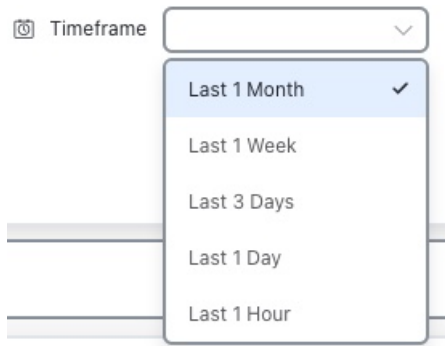 Timeframe
Last 1 Month
Last 1 Week
Last 3 Days
Last 1 Day
Last 1 Hour